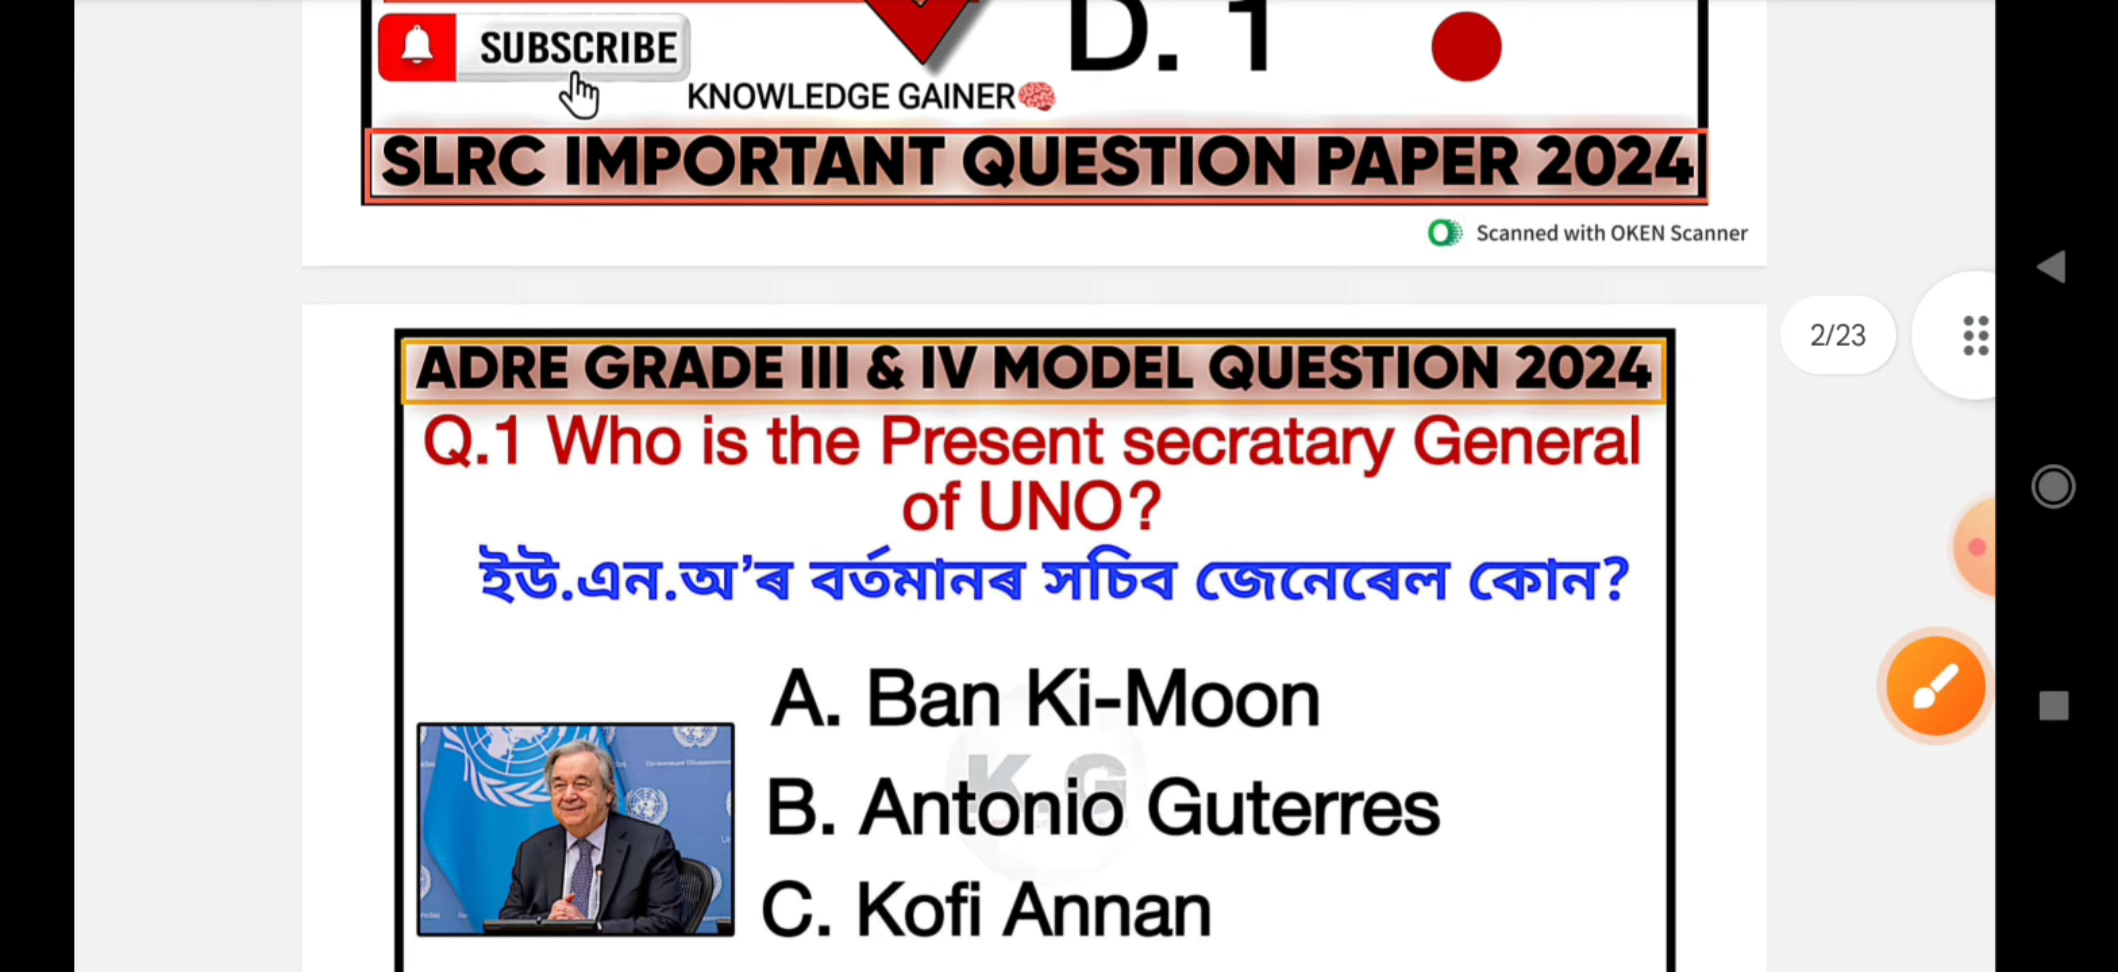 D. 1
SUBSCRIBE
KNOWLEDGE GAINER
SLRC IMPORTANT QUESTION PAPER 2024
Scanned with OKEN Scanner
2/23
ADRE GRADE III & IV MODEL QUESTION 2024
Q.1 Who is the Present secratary General
of UNO?
ইউ.এন.অ’ৰ বৰ্তমানৰ সচিব জেনেৰেল কোন?
A. Ban Ki-Moon
K.G
B. Antonio Guterres
C. Kofi Annan